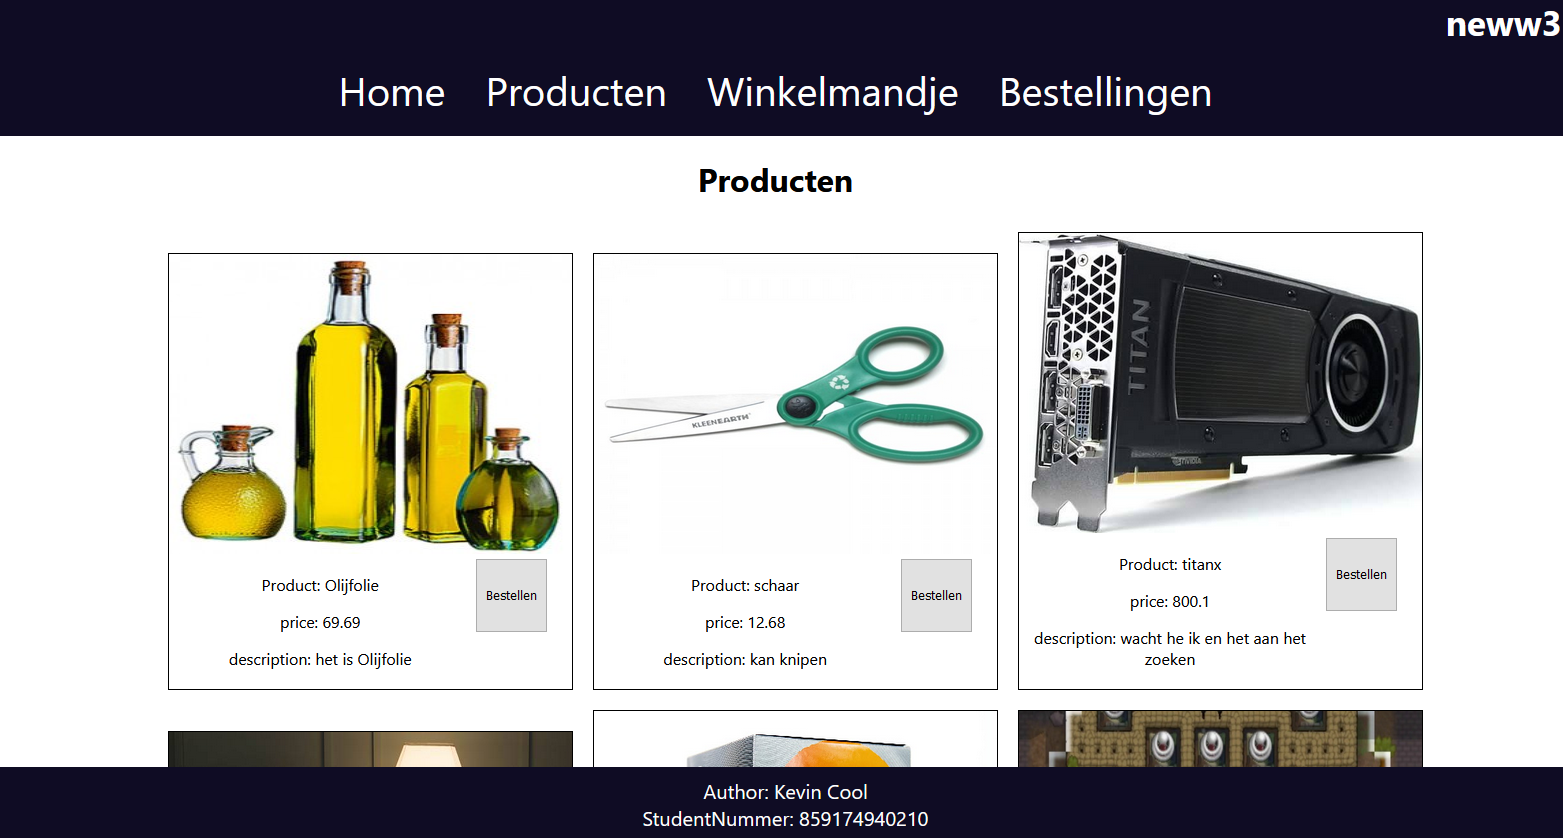 neww3
Home Producten Winkelmandje Bestellingen
Producten
KLEENEARTH®
TITAN
NVIDIA
Product: Olijfolie
price: 69.69
description: het is Olijfolie
Bestellen
Product: schaar
price: 12.68
description: kan knipen
Bestellen
Product: titanx
price: 800.1
description: wacht he ik en het aan het
zoeken
Bestellen
Author: Kevin Cool
StudentNummer: 859174940210